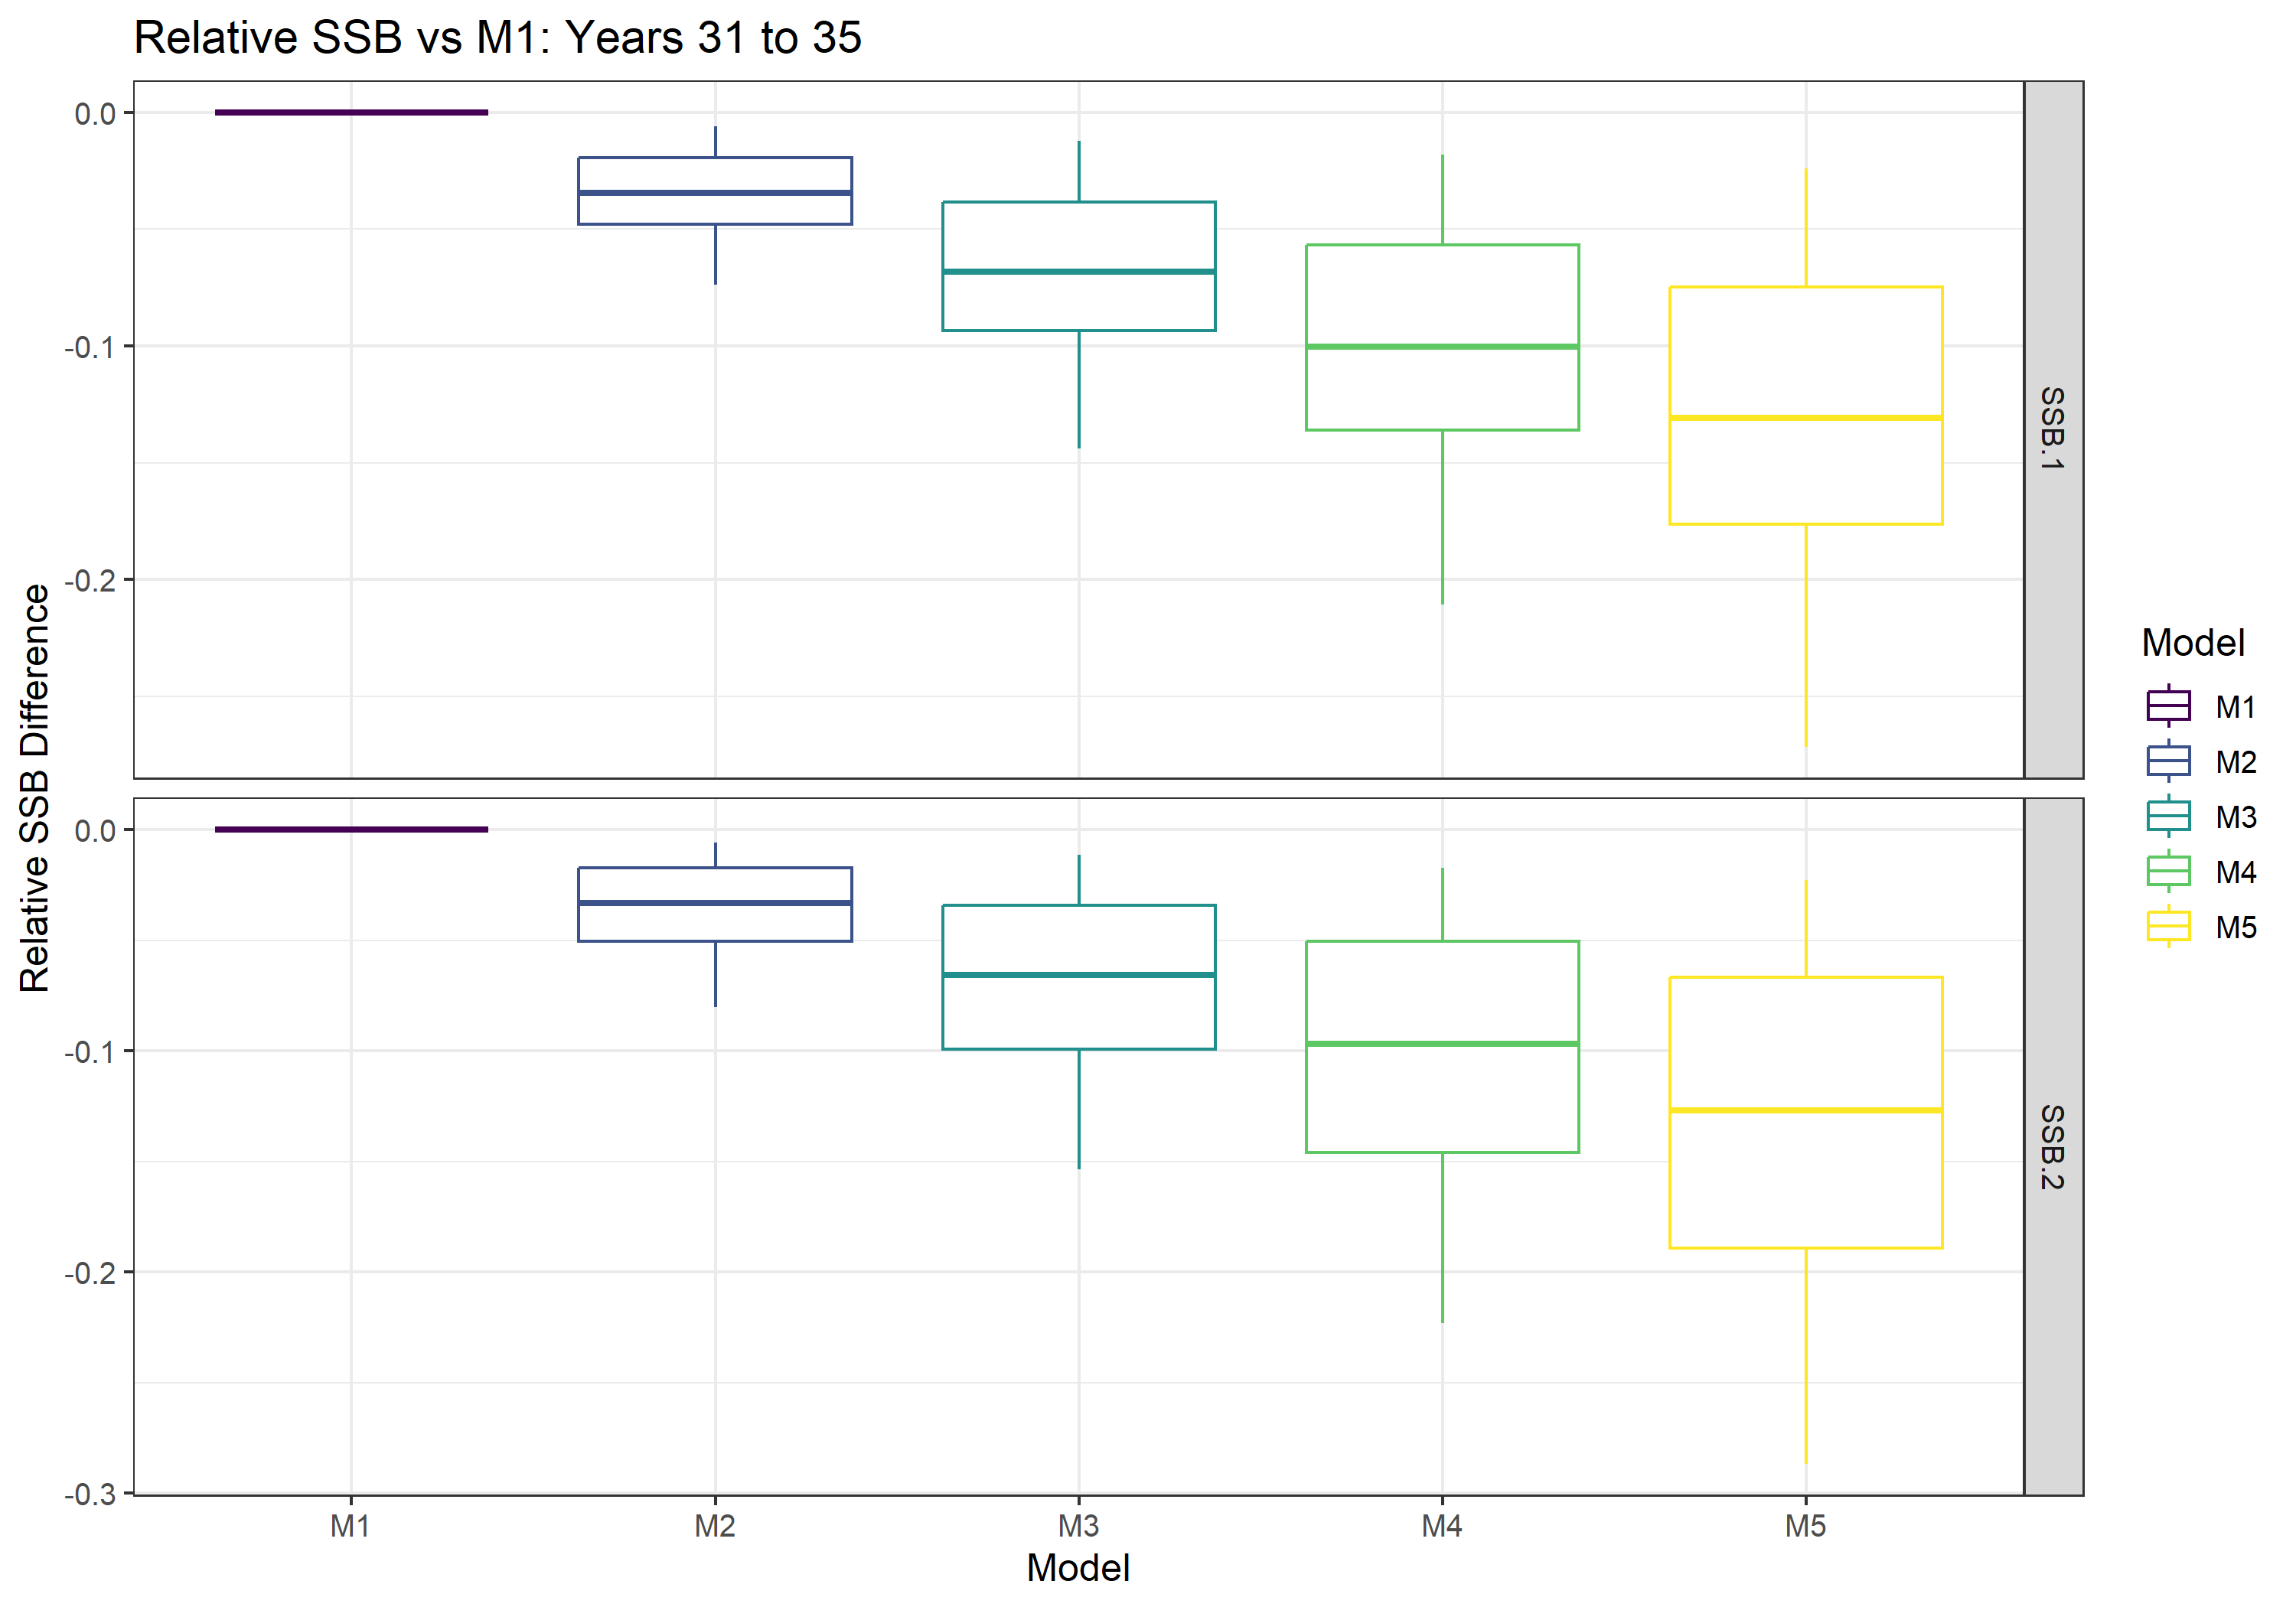 Relative SSB vs M1: Years 31 to 35
Relative SSB Difference
0.0
-0.1
-0.2
SSB.1
0.0
-0.1
-0.2
-0.3
SSB.2
M1
M2
M3
M4
M5
Model
Model
M1
M2
M3
M4
M5